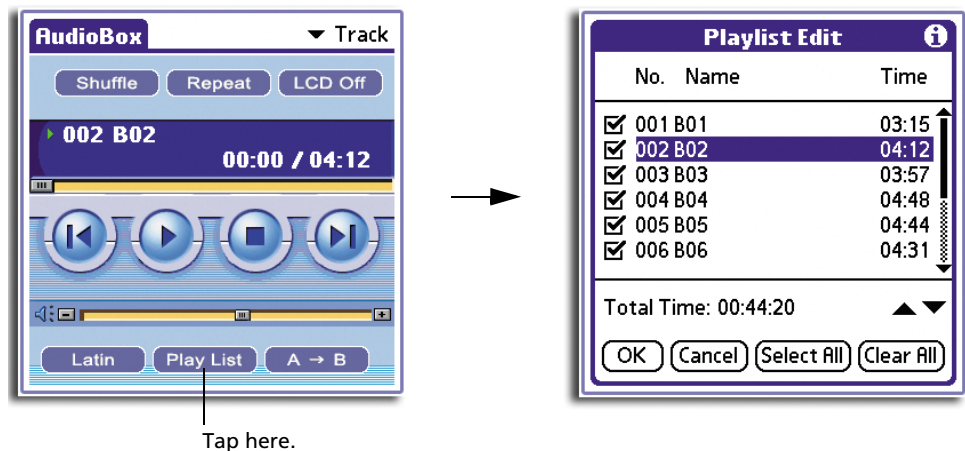 AudioBox
Track
Shuffle Repeat LCD Off
002 B02
00:00 / 04:12
Latin Play List A → B
Tap here.
Playlist Edit
No. Name Time
001 B01 03:15
002 B02 04:12
003 B03 03:57
004 B04 04:48
005 B05 04:44
006 B06 04:31
Total Time: 00:44:20
OK Cancel Select All Clear All